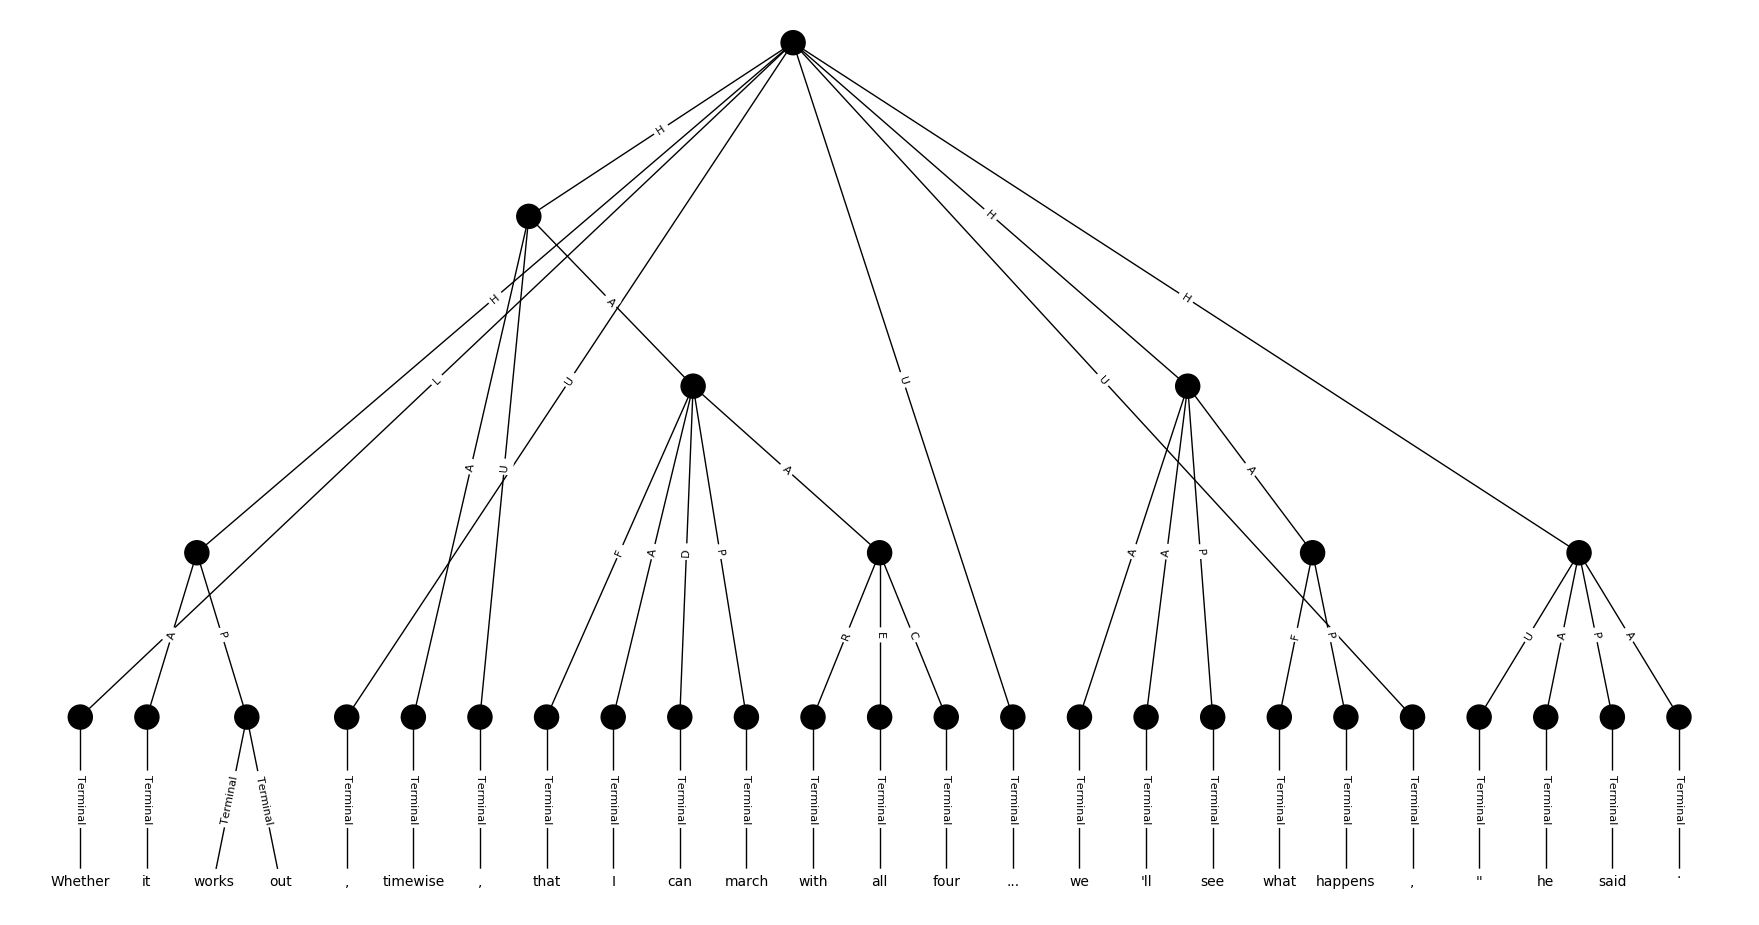 H
H
H
H
L
A
U
U
U
A
U
A
A
F
A
D
P
A
A
P
A
P
R
E
C
F
P
U
A
P
A
Terminal Terminal Terminal Terminal Terminal Terminal Terminal Terminal Terminal Terminal Terminal Terminal Terminal Terminal Terminal Terminal Terminal Terminal Terminal Terminal Terminal Terminal Terminal Terminal Terminal
Whether it works out , timewise , that I can march with all four ... we 'll see what happens , " he said .